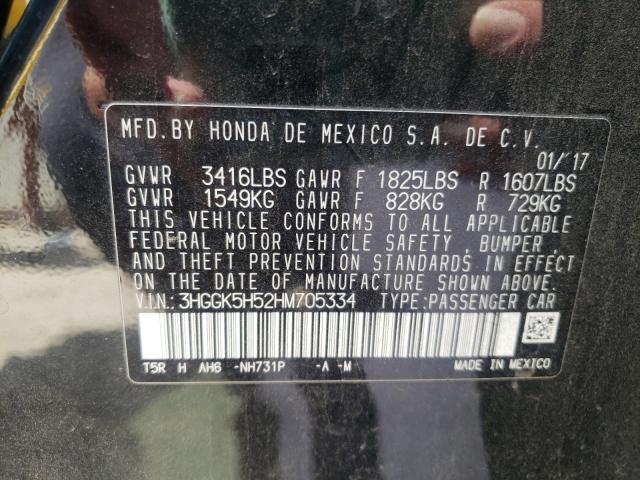 MFD. BY HONDA DE MEXICO S.A. DE C.V.
01/'17
GVWR 3416LBS GAWR F 1825LBS R 1607LBS
GVWR 1549KG GAWR F 828KG R 729KG
THIS VEHICLE CONFORMS TO ALL APPLICABLE
FEDERAL MOTOR VEHICLE SAFETY, BUMPER,
AND THEFT PREVENTION STANDARDS IN EFFECT
ON THE DATE OF MANUFACTURE SHOWN ABOVE.
V.I.N.: 3HGGK5H52HM705334 TYPE:PASSENGER CAR
T5R H AH6 -NH731P -A -M MADE IN MEXICO